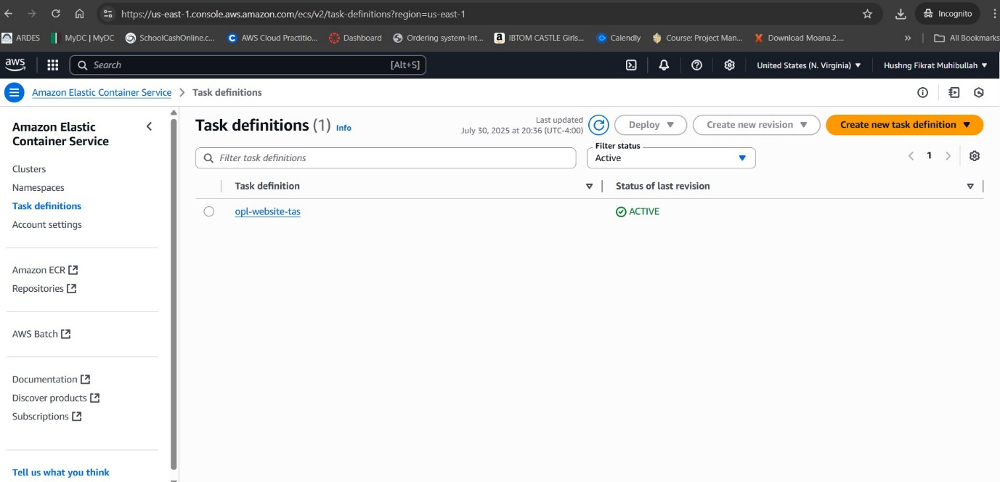 https://us-east-1.console.aws.amazon.com/ecs/v2/task-definitions?region=us-east-1
Incognito
ARDES
MyDC | MyDC
SchoolCashOnline.c...
AWS Cloud Practitio...
Dashboard
Ordering system-Int...
IBTOM CASTLE Girls...
Calendly
Course: Project Man...
Download Moana.2....
»
All Bookmarks
aws
Search
[Alt+S]
United States (N. Virginia)
Hushng Fikrat Muhibullah
Amazon Elastic Container Service
Task definitions
Amazon Elastic
Container Service
Clusters
Namespaces
Task definitions
Account settings
Amazon ECR
Repositories
AWS Batch
Documentation
Discover products
Subscriptions
Tell us what you think
Task definitions (1) Info
Last updated
July 30, 2025 at 20:36 (UTC-4:00)
Deploy
Create new revision
Create new task definition
Filter task definitions
Filter status
Active
1
Task definition
Status of last revision
opl-website-tas
ACTIVE